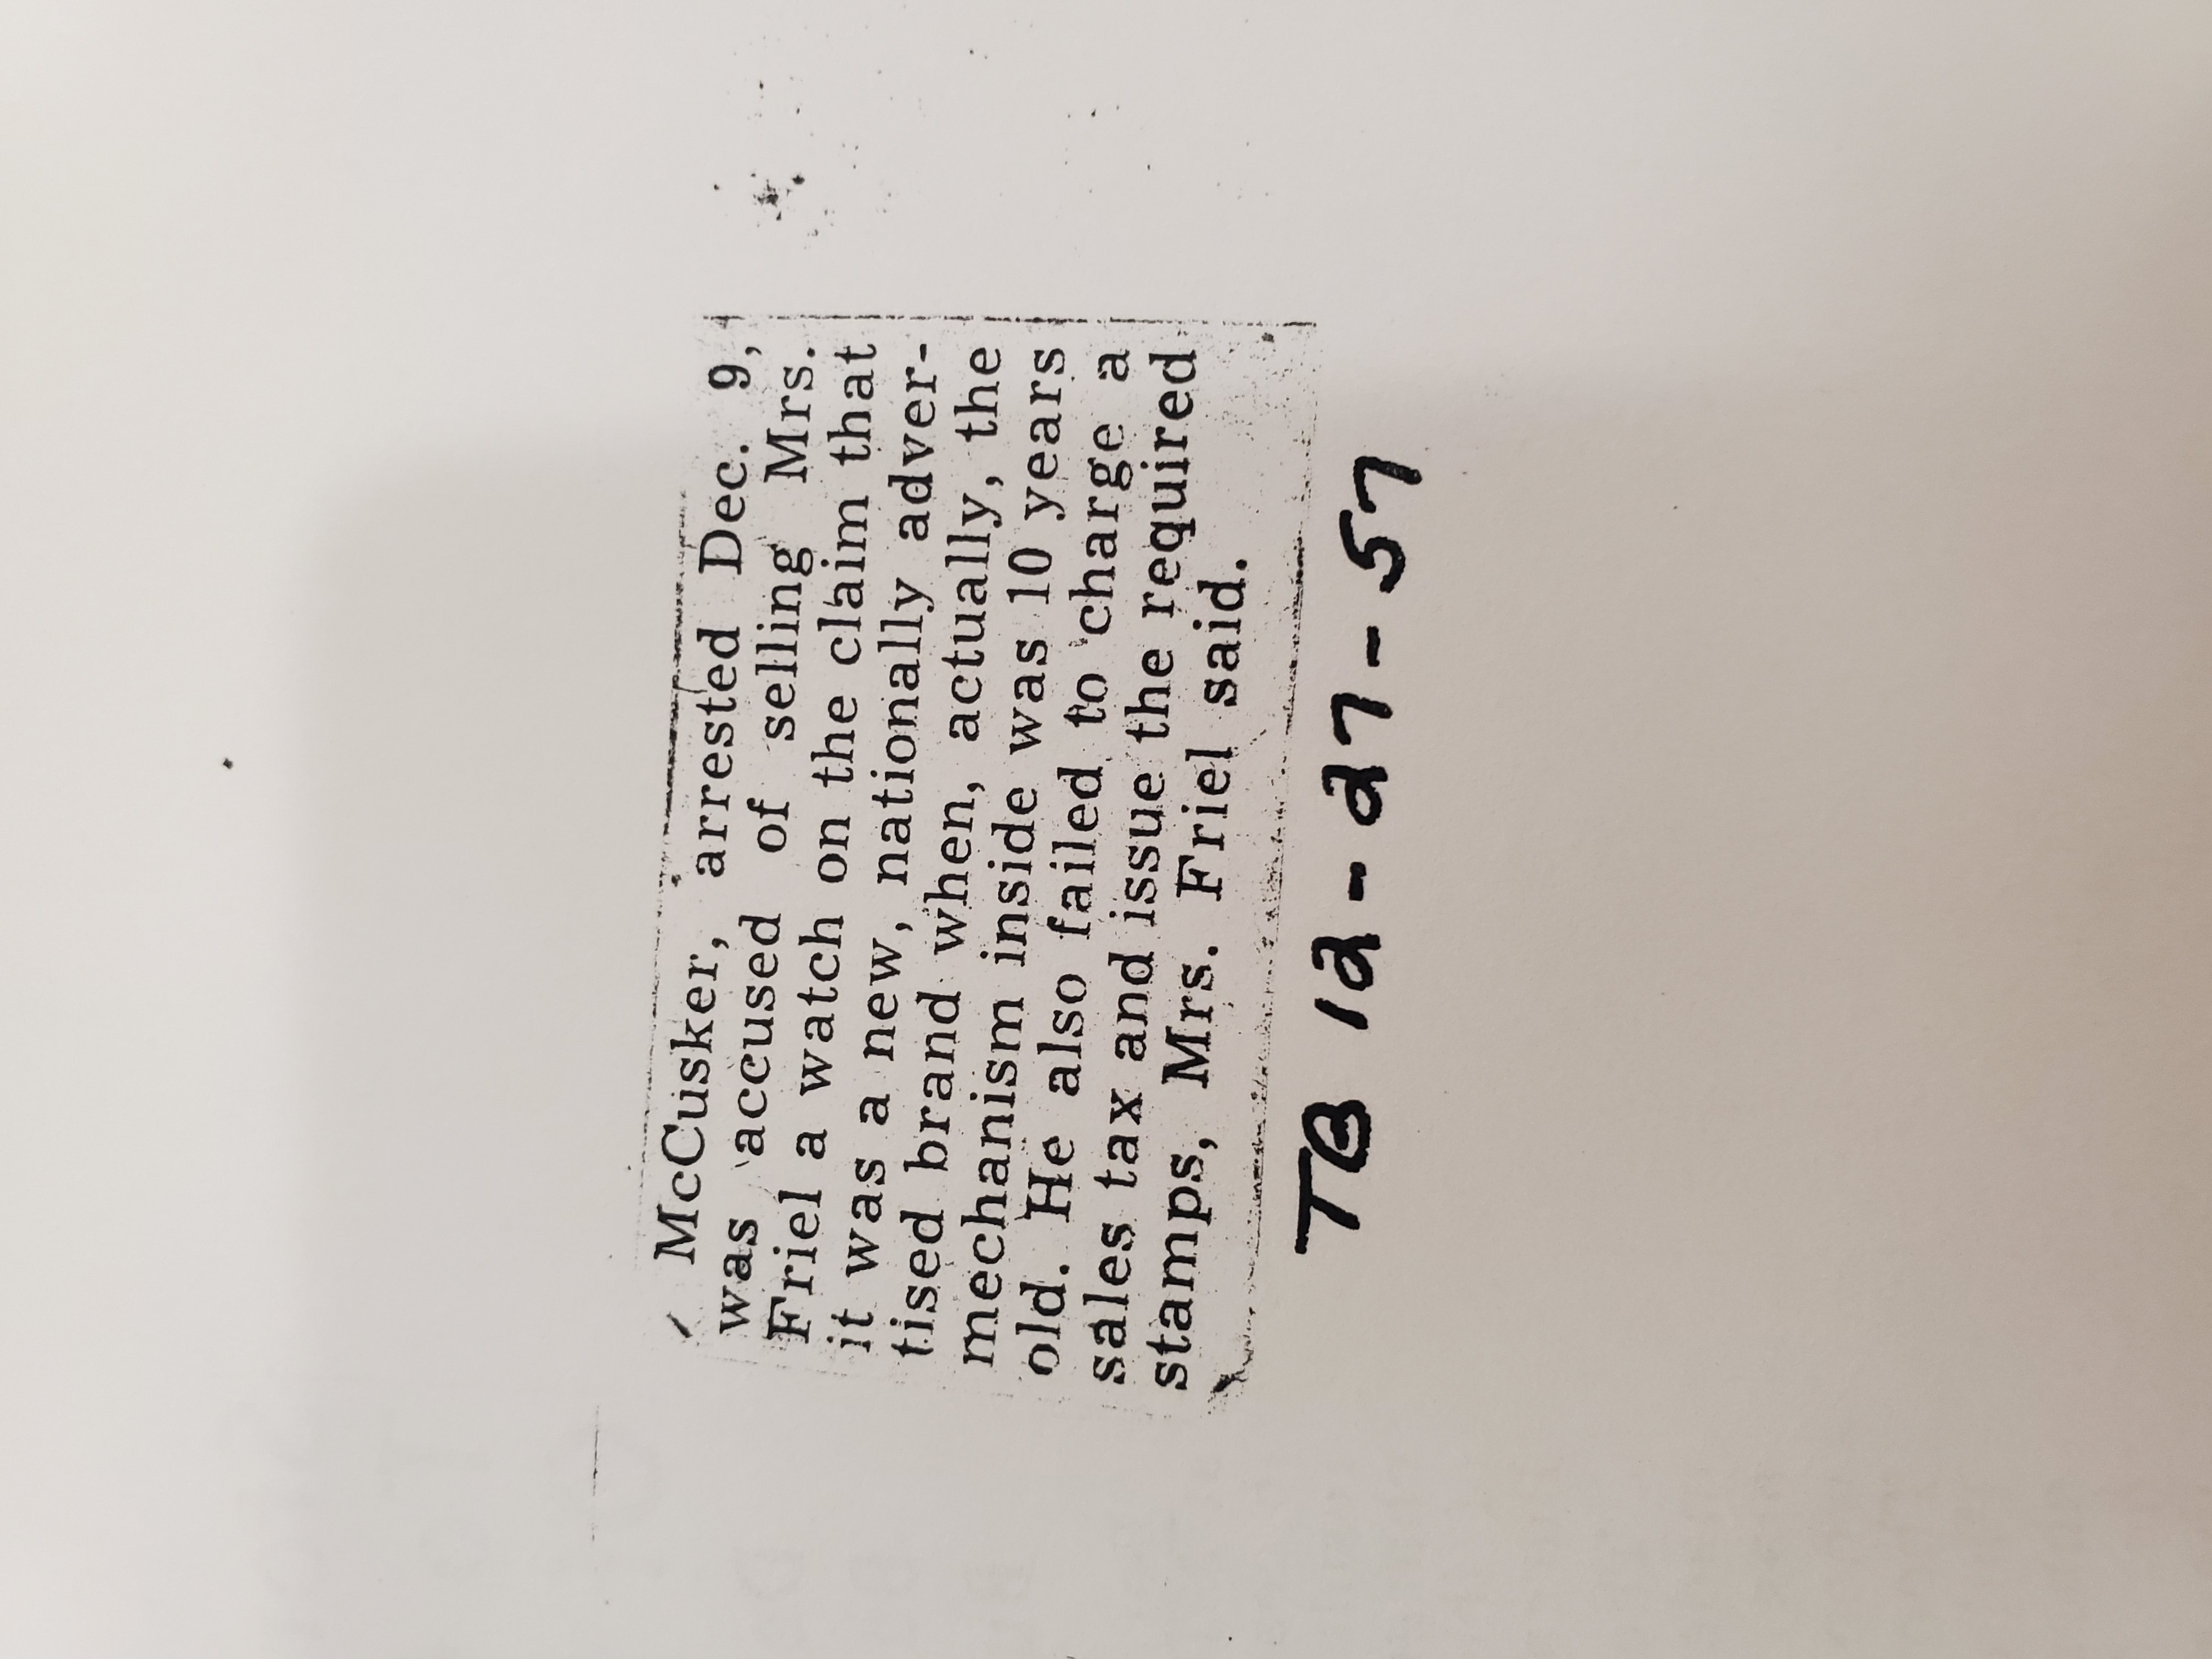 McCusker, arrested Dec. 9,
was accused of selling Mrs.
Friel a watch on the claim that
it was a new, nationally adver-
tised brand when, actually, the
mechanism inside was 10 years
old. He also failed to charge a
sales tax and issue the required
stamps, Mrs. Friel said.
TB 12-27-57